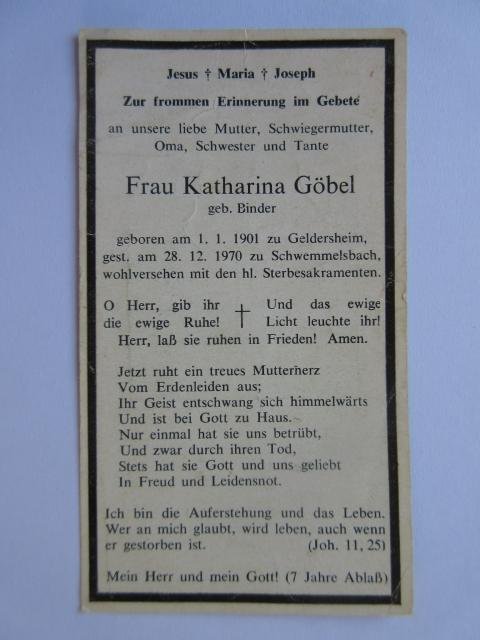 Jesus † Maria † Joseph
Zur frommen Erinnerung im Gebete
an unsere liebe Mutter, Schwiegermutter,
Oma, Schwester und Tante
Frau Katharina Göbel
geb. Binder
geboren am 1. 1. 1901 zu Geldersheim,
gest. am 28. 12. 1970 zu Schwemmelsbach,
wohlversehen mit den hl. Sterbesakramenten.
O Herr, gib ihr † Und das ewige
die ewige Ruhe! Licht leuchte ihr!
Herr, laß sie ruhen in Frieden! Amen.
Jetzt ruht ein treues Mutterherz
Vom Erdenleiden aus;
Ihr Geist entschwang sich himmelwärts
Und ist bei Gott zu Haus.
Nur einmal hat sie uns betrübt,
Und zwar durch ihren Tod,
Stets hat sie Gott und uns geliebt
In Freud und Leidensnot.
Ich bin die Auferstehung und das Leben.
Wer an mich glaubt, wird leben, auch wenn
er gestorben ist. (Joh. 11, 25)
Mein Herr und mein Gott! (7 Jahre Ablaß)